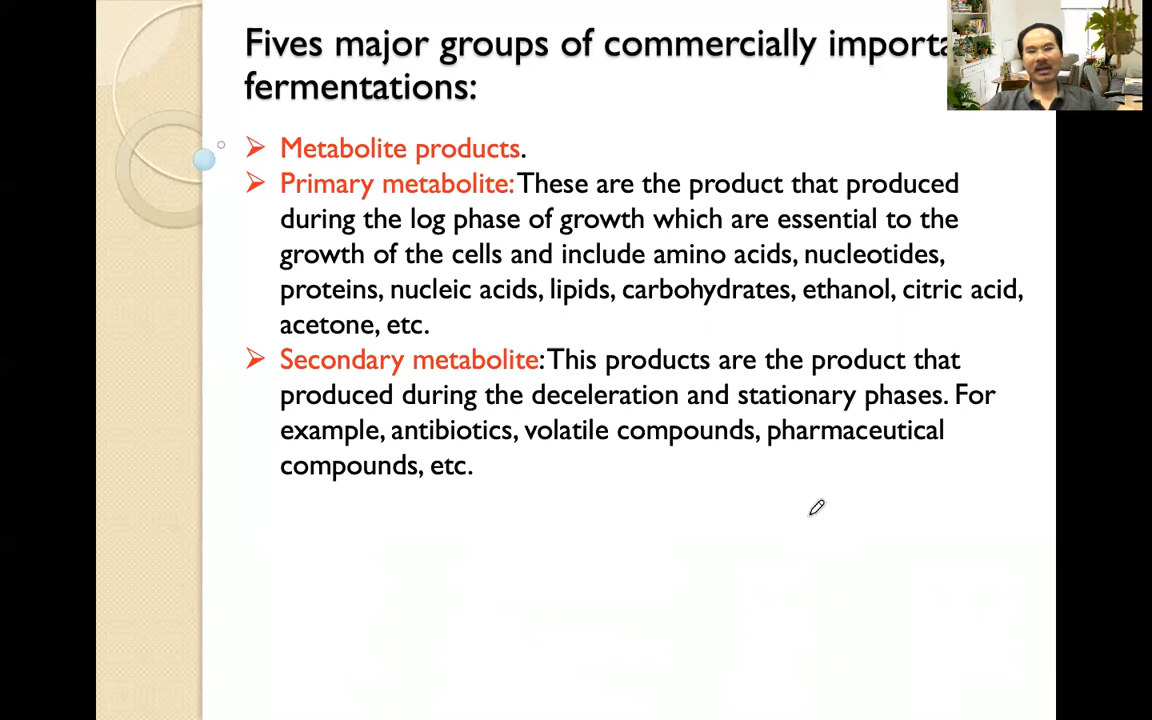 Fives major groups of commercially
fermentations:
Metabolite products.
Primary metabolite: These are the product that produced
during the log phase of growth which are essential to the
growth of the cells and include amino acids, nucleotides,
proteins, nucleic acids, lipids, carbohydrates, ethanol, citric acid,
acetone, etc.
Secondary metabolite: This products are the product that
produced during the deceleration and stationary phases. For
example, antibiotics, volatile compounds, pharmaceutical
compounds, etc.